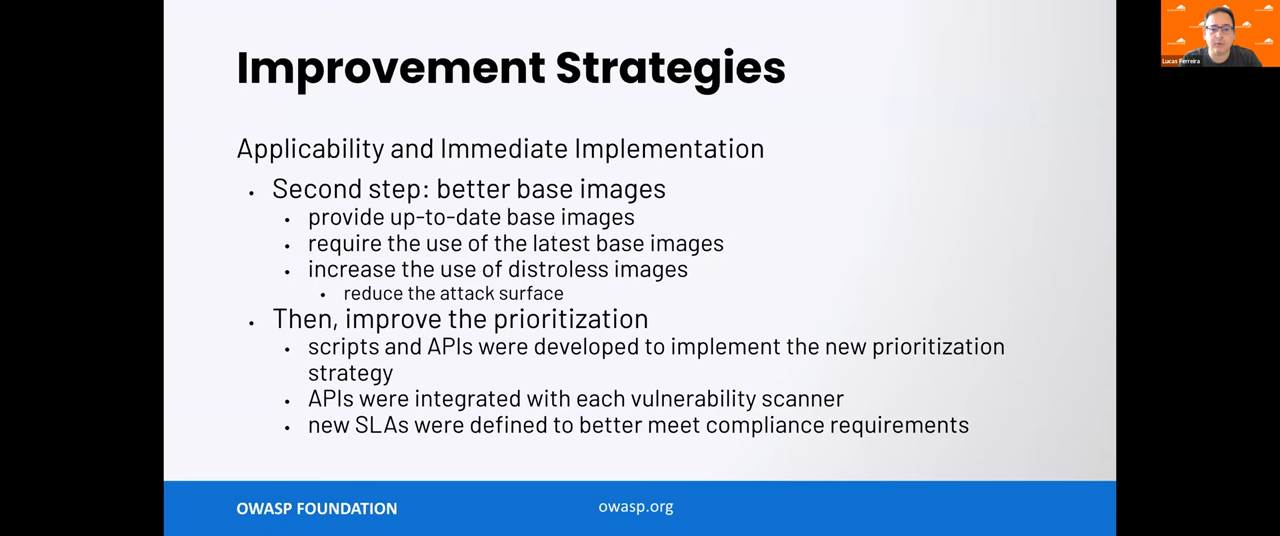 Improvement Strategies
Lucas Ferreira
Applicability and Immediate Implementation
• Second step: better base images
• provide up-to-date base images
• require the use of the latest base images
• increase the use of distroless images
• reduce the attack surface
• Then, improve the prioritization
• scripts and APIs were developed to implement the new prioritization
strategy
• APIs were integrated with each vulnerability scanner
• new SLAs were defined to better meet compliance requirements
OWASP FOUNDATION
owasp.org